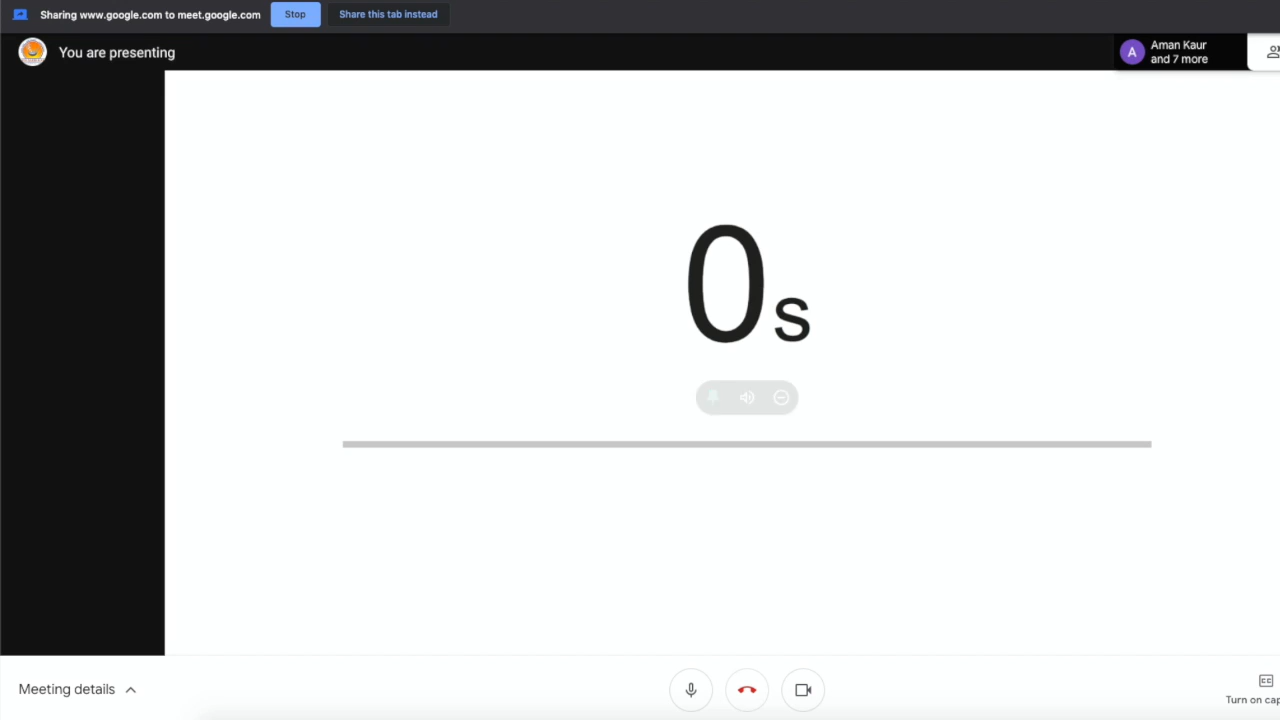 Sharing www.google.com to meet.google.com
Stop
Share this tab instead
You are presenting
A
Aman Kaur
and 7 more
0s
Meeting details
CC
Turn on cap